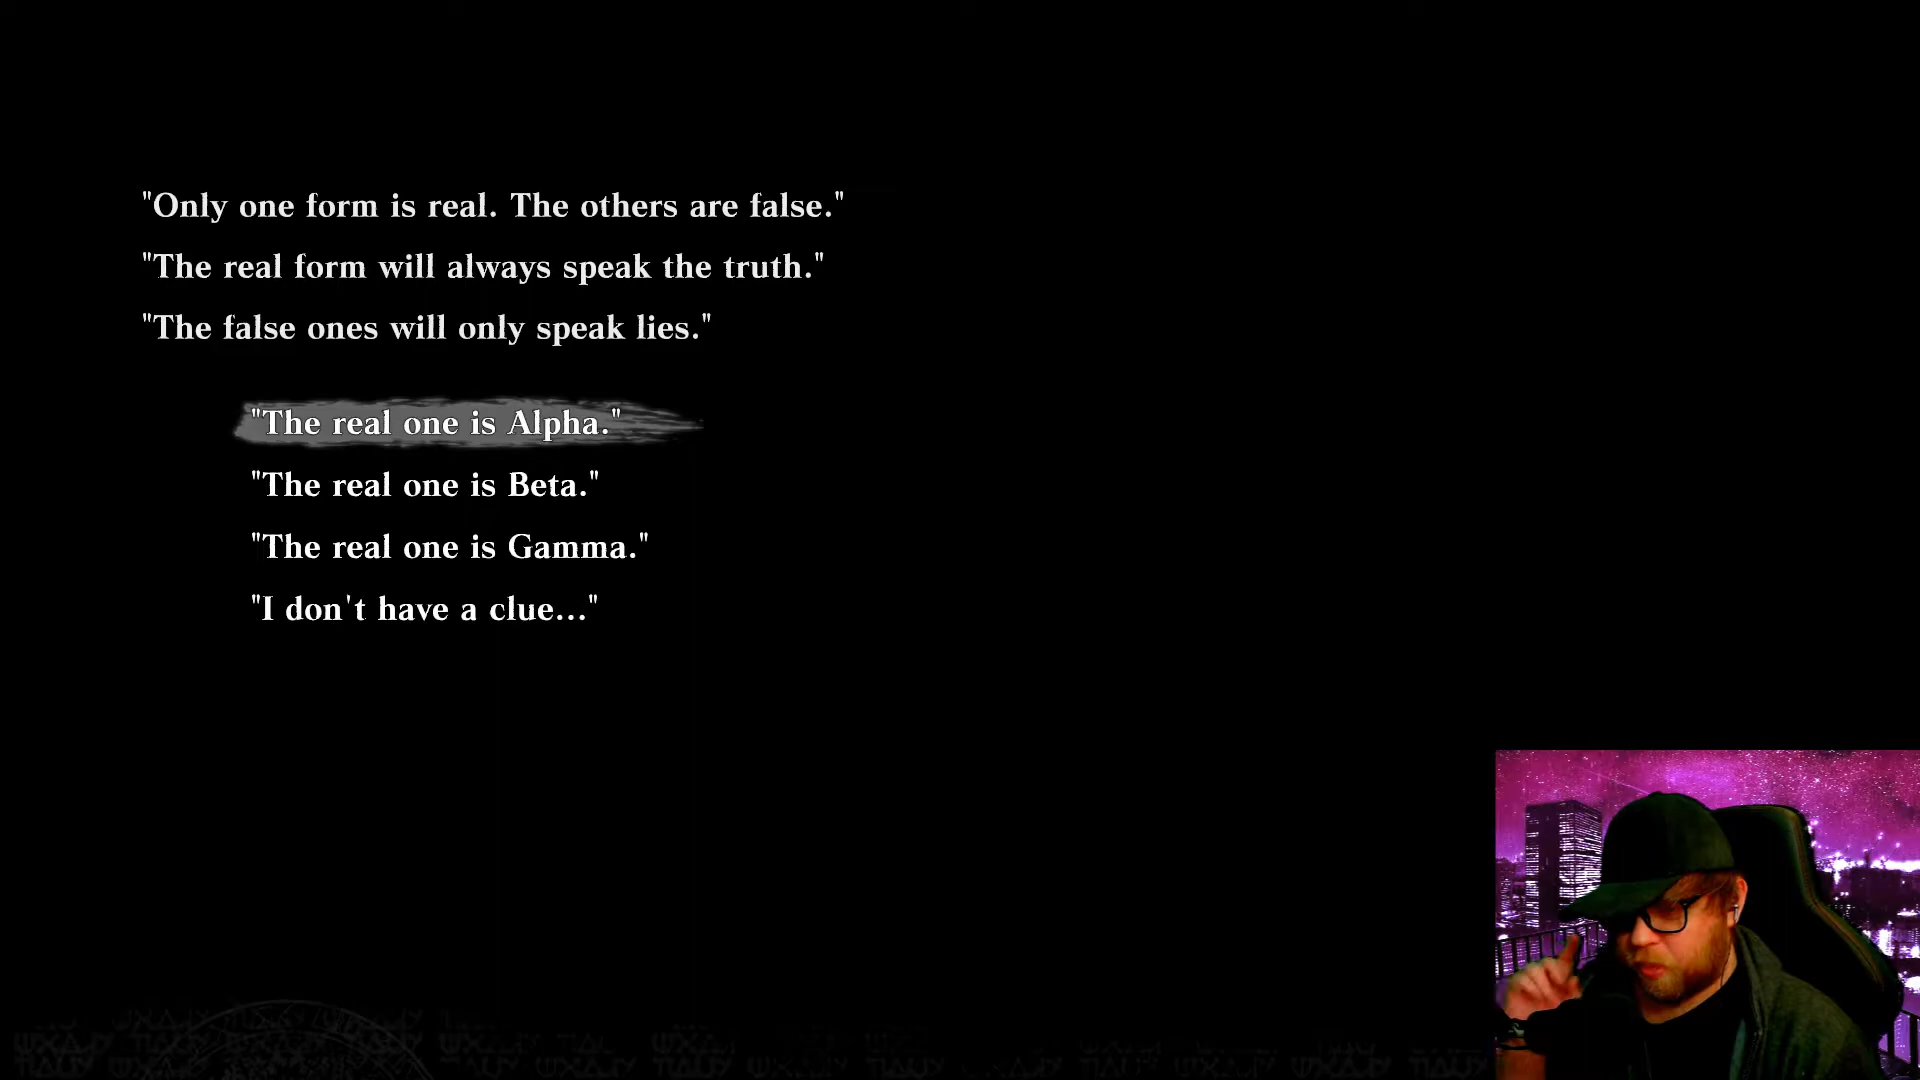 "Only one form is real. The others are false."
"The real form will always speak the truth."
"The false ones will only speak lies."
"The real one is Alpha."
"The real one is Beta."
"The real one is Gamma."
"I don't have a clue..."